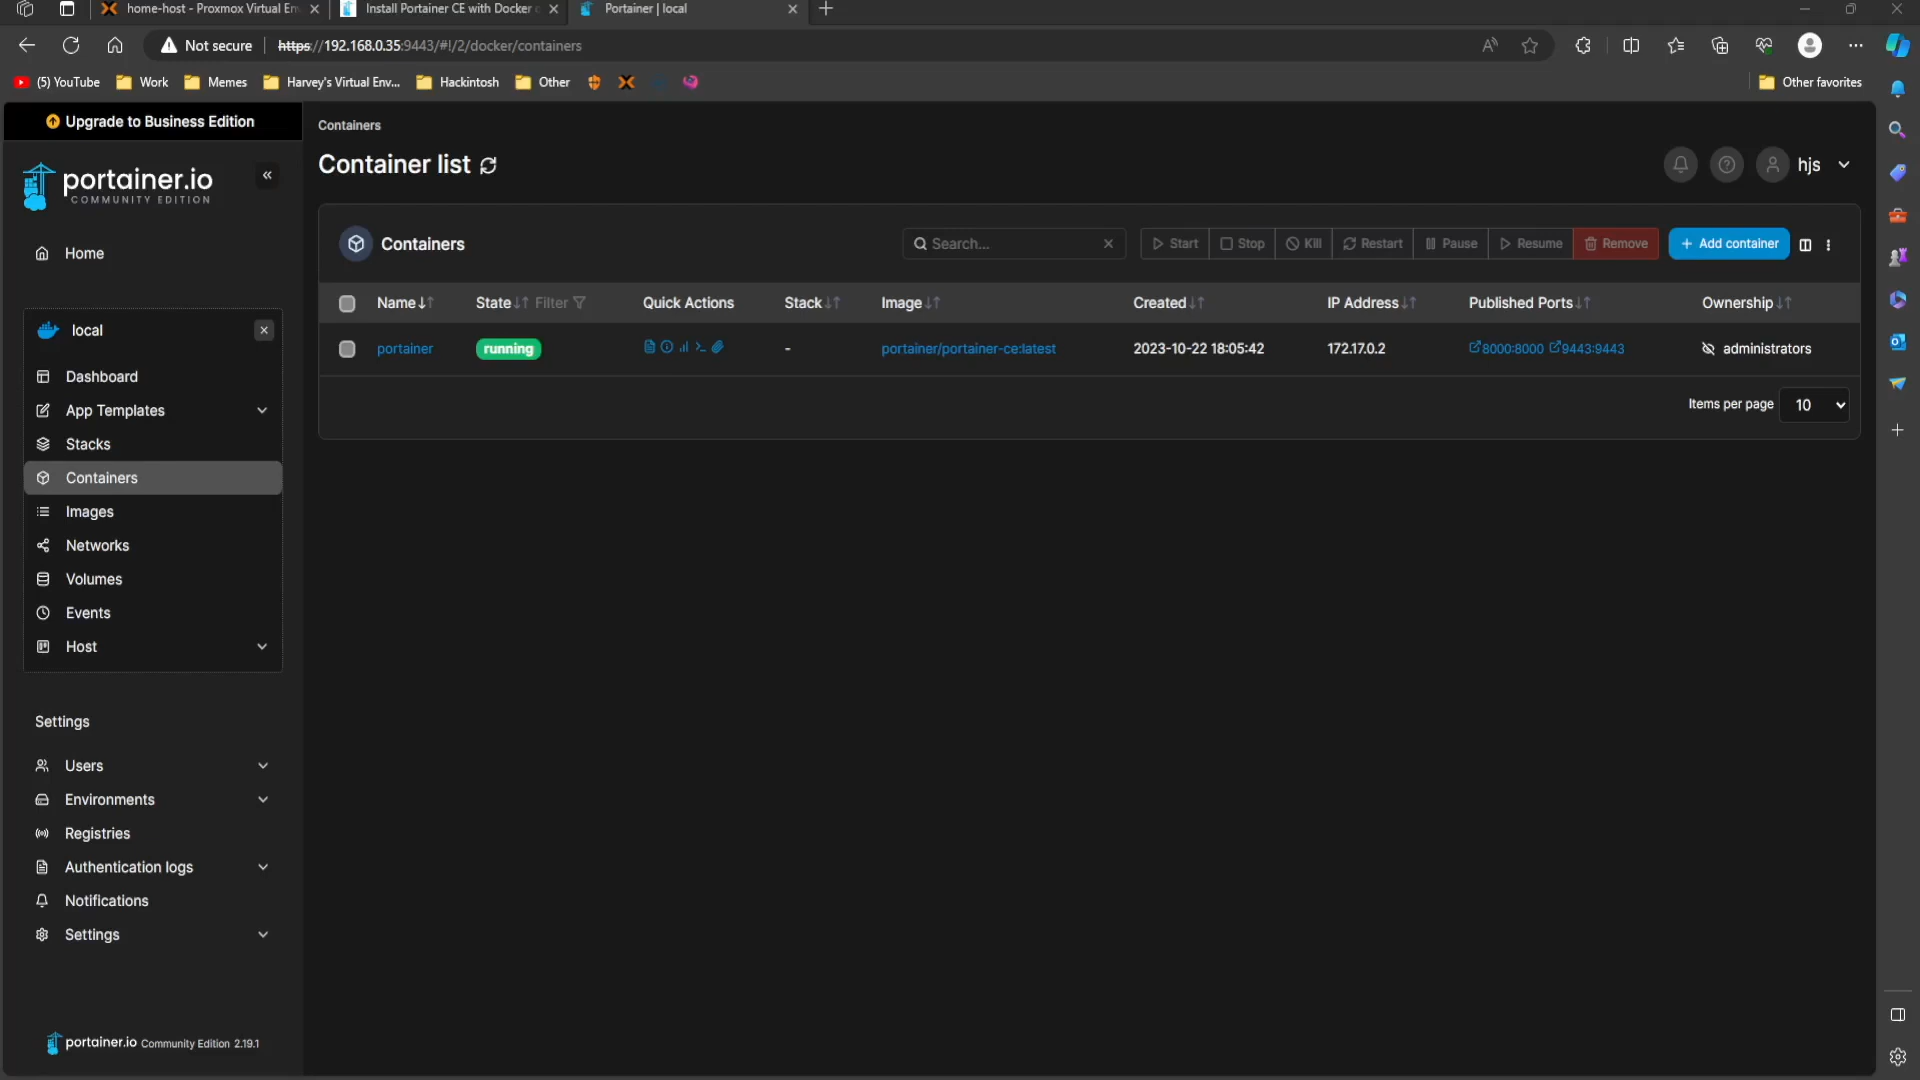 home-host - Proxmox Virtual En
Install Portainer CE with Docker o
Portainer | local
Not secure
https://192.168.0.35:9443/#!/2/docker/containers
(5) YouTube
Work
Memes
Harvey's Virtual Env...
Hackintosh
Other
Other favorites
Upgrade to Business Edition
portainer.io
COMMUNITY EDITION
Home
local
Dashboard
App Templates
Stacks
Containers
Images
Networks
Volumes
Events
Host
Settings
Users
Environments
Registries
Authentication logs
Notifications
Settings
portainer.io Community Edition 2.19.1
Containers
Container list
hjs
Containers
Search...
Start
Stop
Kill
Restart
Pause
Resume
Remove
+ Add container
Name State Filter Quick Actions Stack Image Created IP Address Published Ports Ownership
portainer running - portainer/portainer-ce:latest 2023-10-22 18:05:42 172.17.0.2 8000:8000 9443:9443 administrators
Items per page 10